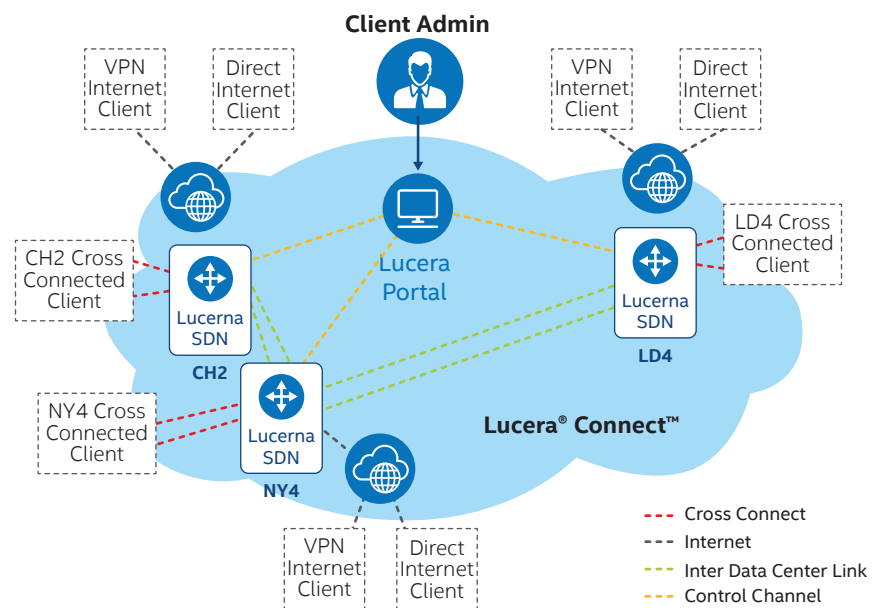 Client Admin
VPN
Internet
Client
Direct
Internet
Client
VPN
Internet
Client
Direct
Internet
Client
CH2 Cross
Connected
Client
Lucerna
SDN
CH2
Lucera
Portal
LD4 Cross
Connected
Client
Lucerna
SDN
LD4
NY4 Cross
Connected
Client
Lucerna
SDN
NY4
Lucera® Connect™
VPN
Internet
Client
Direct
Internet
Client
Cross Connect
Internet
Inter Data Center Link
Control Channel